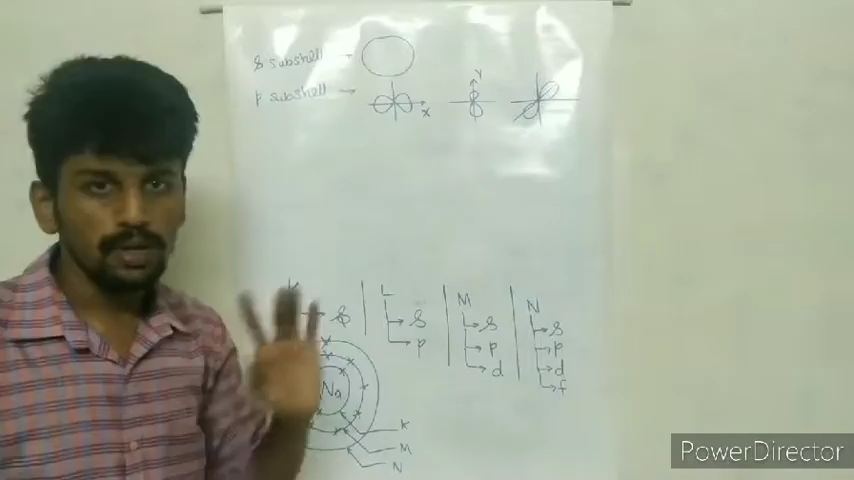 s subshell →
p subshell →
x
y
K
→ s
L
→ s
→ p
M
→ s
→ p
→ d
N
→ s
→ p
→ d
→ f
Na
K
M
N
PowerDirector